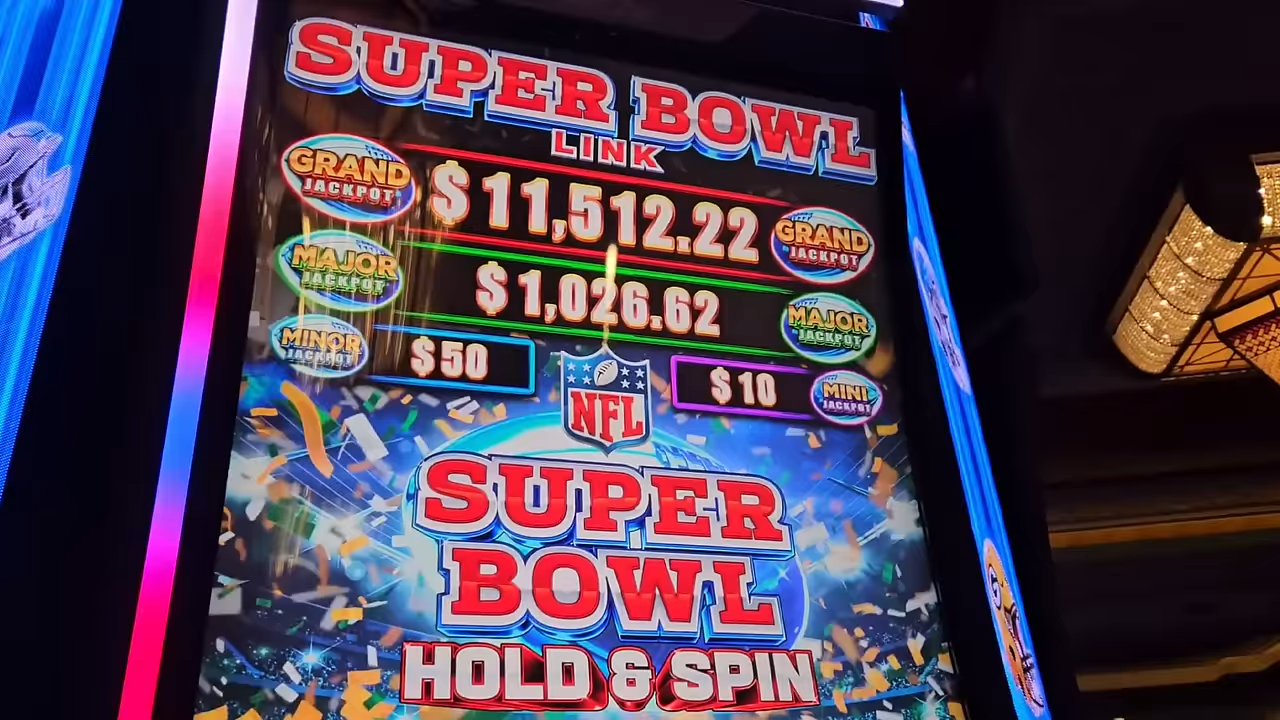 SUPER BOWL
LINK
GRAND JACKPOT $11,512.22 GRAND JACKPOT
MAJOR JACKPOT $1,026.62 MAJOR JACKPOT
MINOR JACKPOT $50 $10 MINI JACKPOT
NFL
SUPER
BOWL
HOLD & SPIN